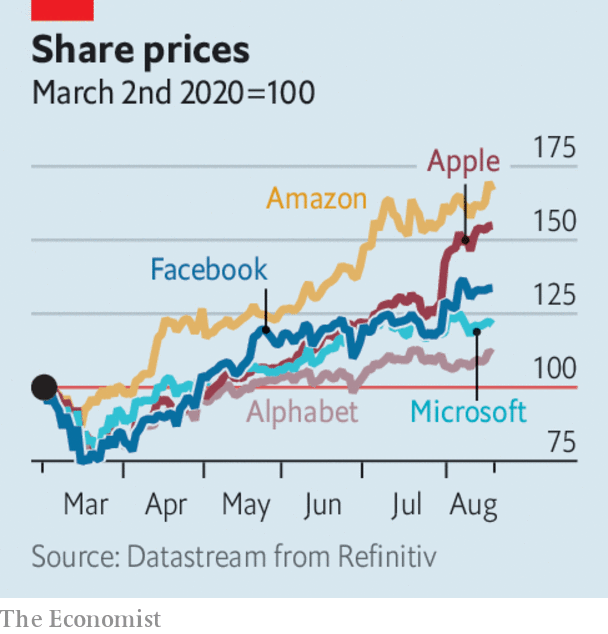 Share prices
March 2nd 2020=100
175
Apple
Amazon
150
Facebook
125
100
Alphabet
Microsoft
75
Mar Apr May Jun Jul Aug
Source: Datastream from Refinitiv
The Economist